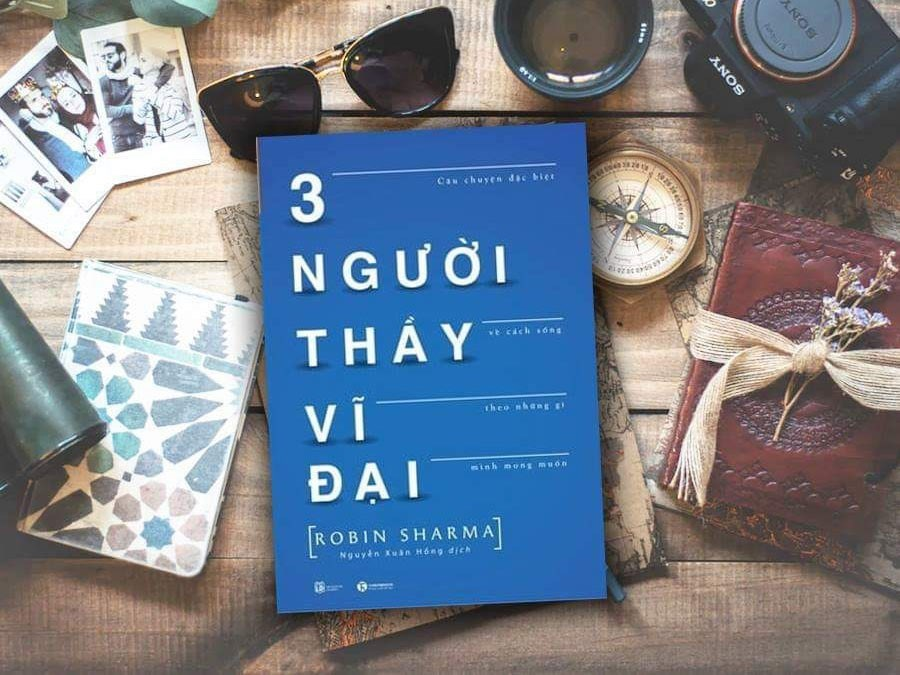 3
Câu chuyện đặc biệt
NGƯỜI
THẦY
về cách sống
VĨ
theo những gì
ĐẠI
mình mong muốn
[ROBIN SHARMA]
Nguyễn Xuân Hồng dịch
SONY
SONY